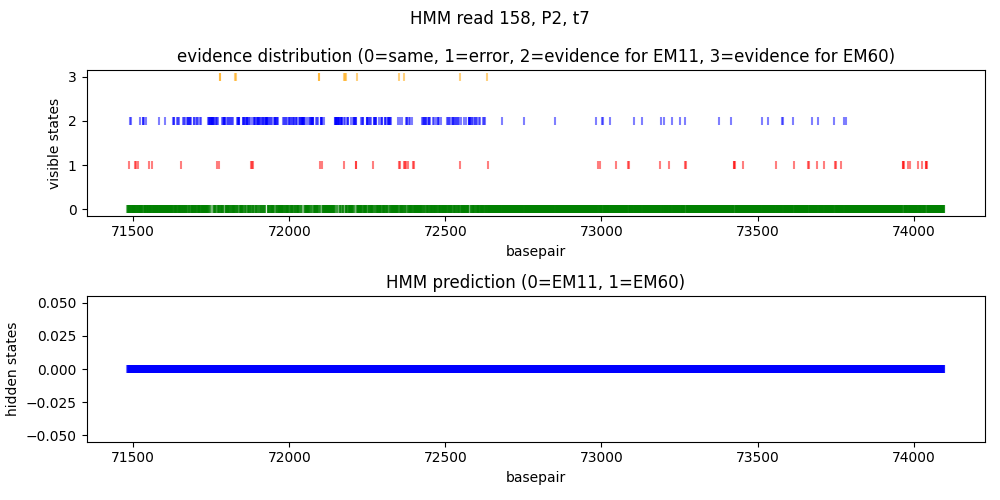 HMM read 158, P2, t7
evidence distribution (0=same, 1=error, 2=evidence for EM11, 3=evidence for EM60)
visible states
3
2
1
0
71500 72000 72500 73000 73500 74000
basepair
HMM prediction (0=EM11, 1=EM60)
hidden states
0.050
0.025
0.000
−0.025
−0.050
71500 72000 72500 73000 73500 74000
basepair